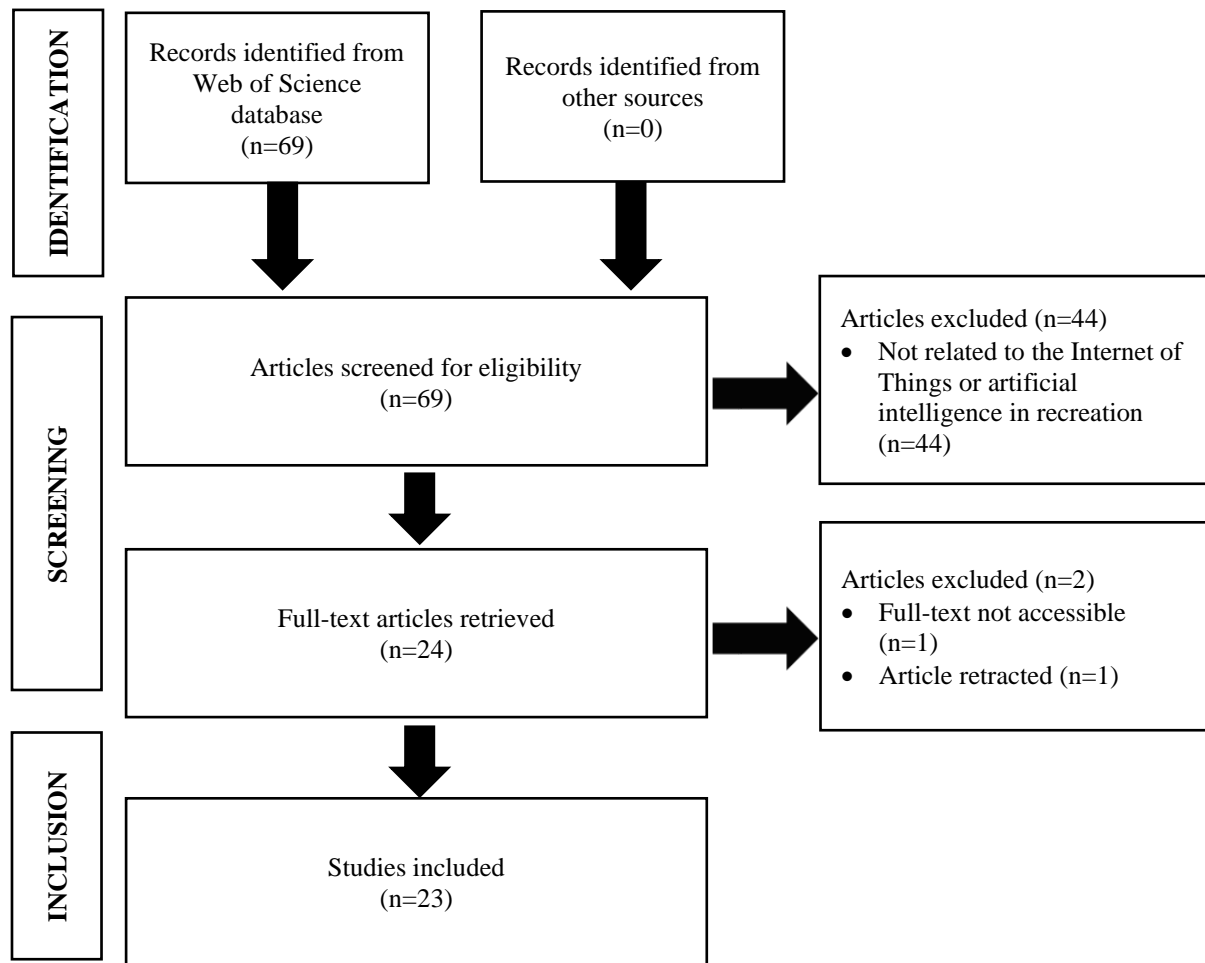 IDENTIFICATION
Records identified from
Web of Science
database
(n=69)
Records identified from
other sources
(n=0)
SCREENING
Articles screened for eligibility
(n=69)
Articles excluded (n=44)
• Not related to the Internet of
Things or artificial
intelligence in recreation
(n=44)
Full-text articles retrieved
(n=24)
Articles excluded (n=2)
• Full-text not accessible
(n=1)
• Article retracted (n=1)
INCLUSION
Studies included
(n=23)